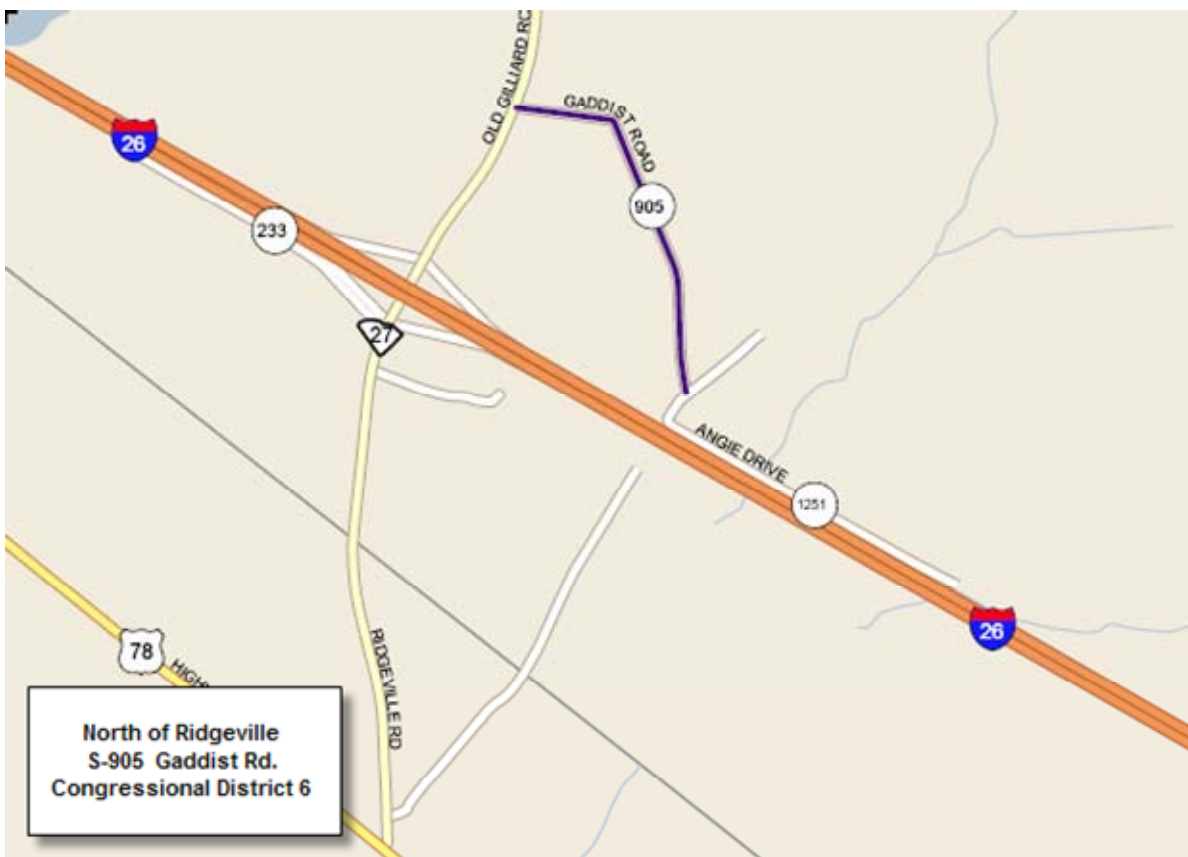 OLD GILLIARD RD
GADDIST ROAD
26
905
233
27
ANGIE DRIVE
1251
26
78
RIDGEVILLE RD
North of Ridgeville
S-905 Gaddist Rd.
Congressional District 6